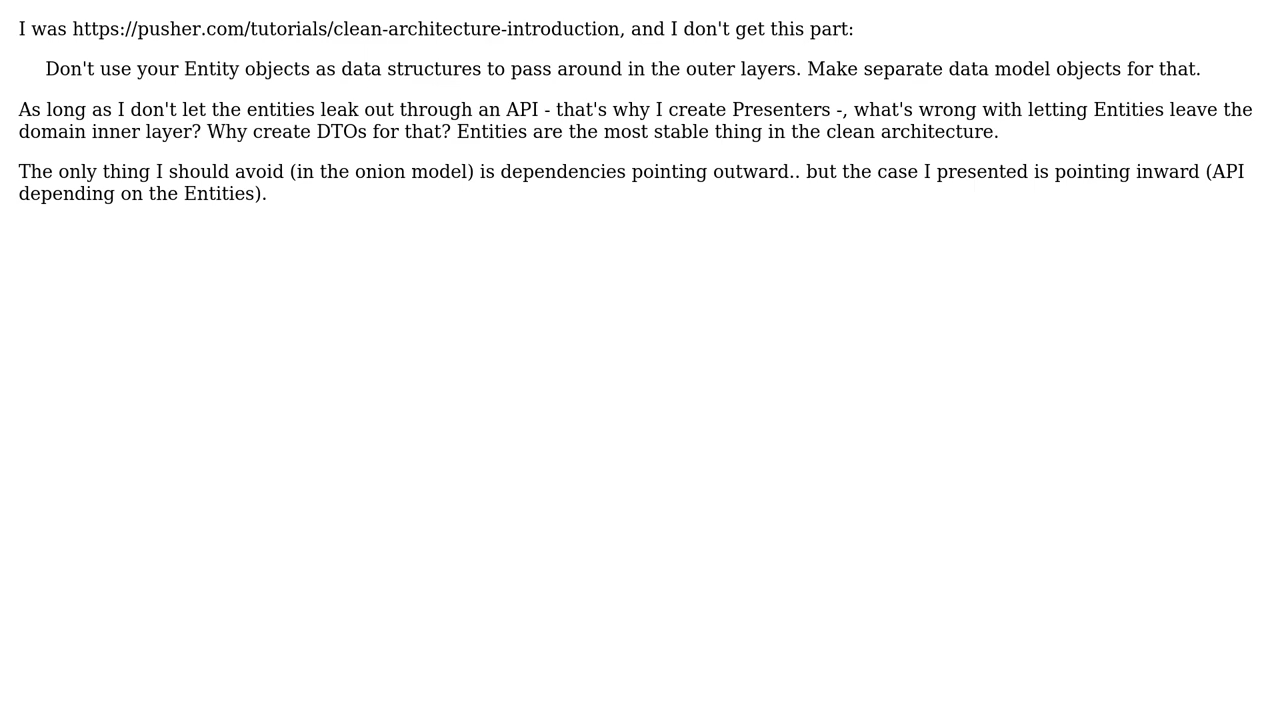 I was https://pusher.com/tutorials/clean-architecture-introduction, and I don't get this part:
Don't use your Entity objects as data structures to pass around in the outer layers. Make separate data model objects for that.
As long as I don't let the entities leak out through an API - that's why I create Presenters -, what's wrong with letting Entities leave the
domain inner layer? Why create DTOs for that? Entities are the most stable thing in the clean architecture.
The only thing I should avoid (in the onion model) is dependencies pointing outward.. but the case I presented is pointing inward (API
depending on the Entities).